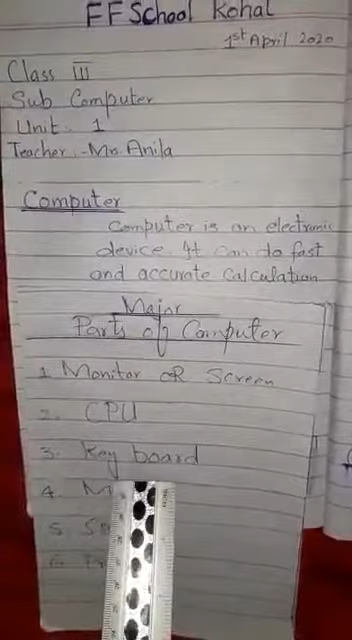 FF School Kohat
1st April 2020
Class III
Sub Computer
Unit. 1
Teacher - Ms. Anila
Computer
Computer is an electronic
device. It can do fast
and accurate calculation
Major
Parts of Computer
1. Monitor OR Screen
2. CPU
3. Key board
4. M
5. S
6.